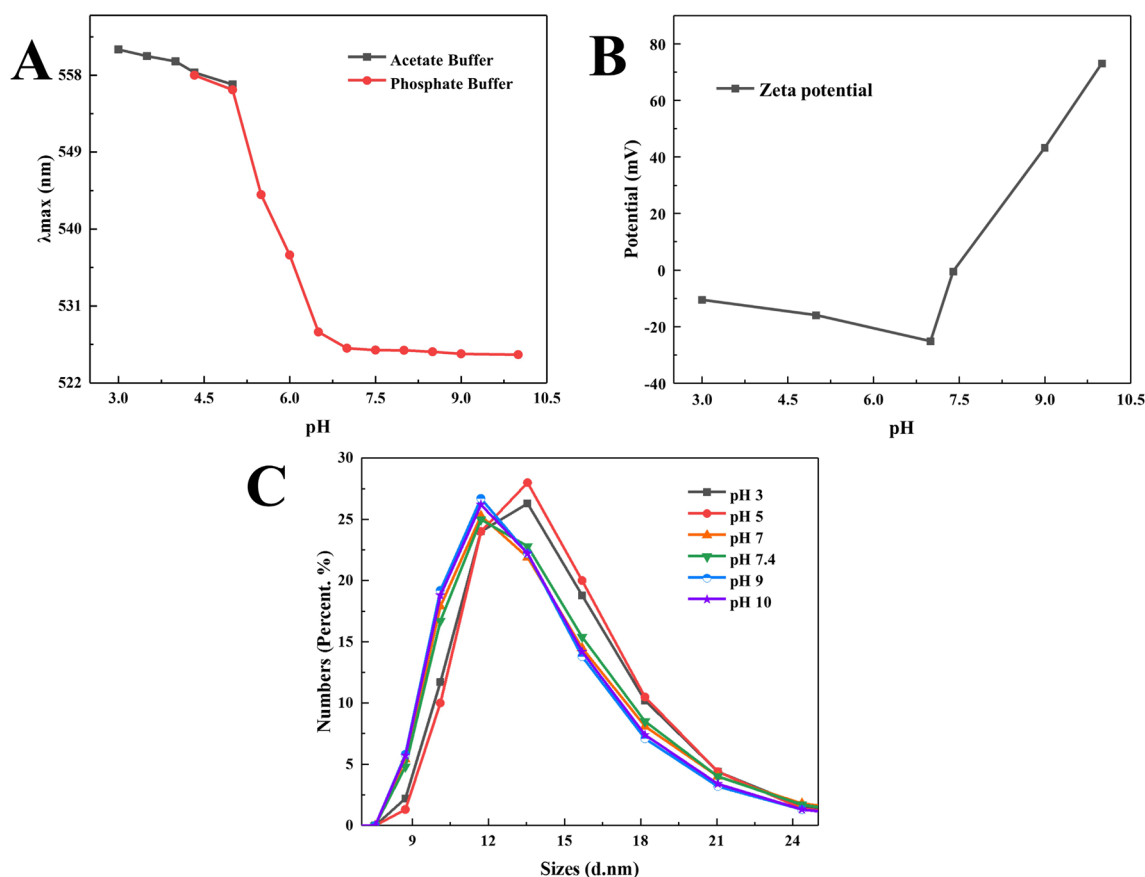 A
λmax (nm)
558
549
540
531
522
3.0 4.5 6.0 7.5 9.0 10.5
pH
Acetate Buffer
Phosphate Buffer
B
Potential (mV)
80
60
40
20
0
-20
-40
3.0 4.5 6.0 7.5 9.0 10.5
pH
Zeta potential
C
Numbers (Percent. %)
30
25
20
15
10
5
0
9 12 15 18 21 24
Sizes (d.nm)
pH 3
pH 5
pH 7
pH 7.4
pH 9
pH 10